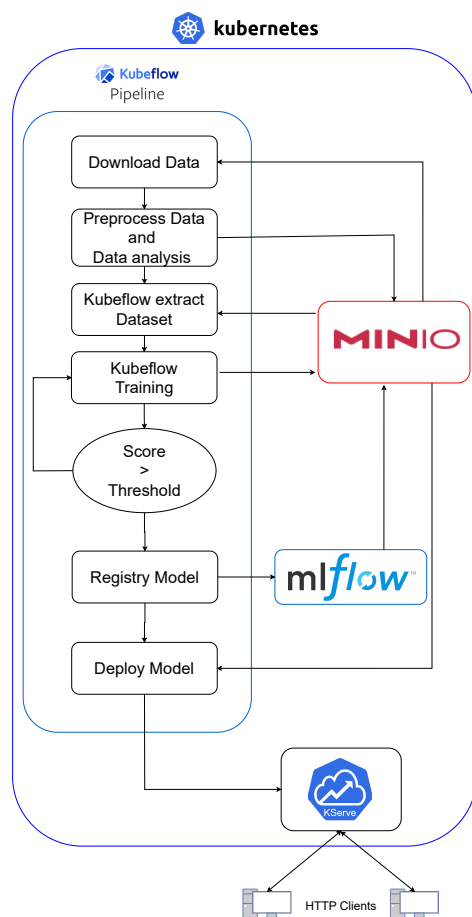 kubernetes
Kubeflow
Pipeline
Download Data
Preprocess Data
and
Data analysis
Kubeflow extract
Dataset
MINIO
Kubeflow
Training
Score
>
Threshold
Registry Model
mlflow™
Deploy Model
KServe
HTTP Clients